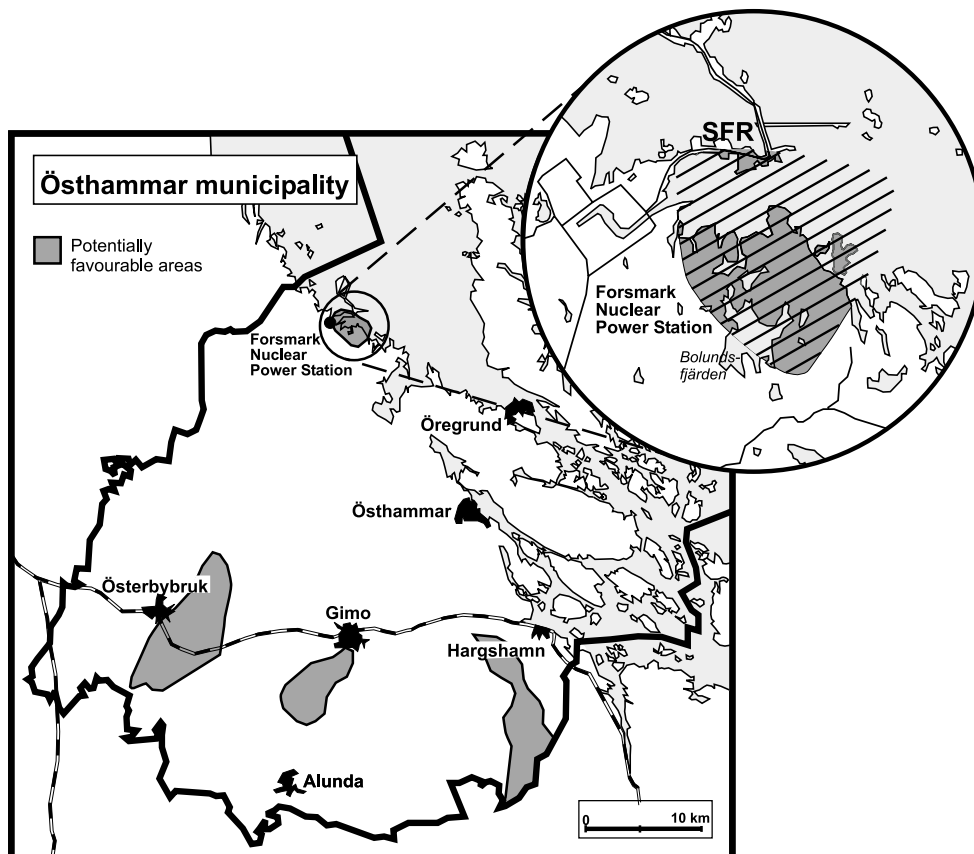 Östhammar municipality
Potentially
favourable areas
SFR
Forsmark
Nuclear
Power Station
Bolunds-
fjärden
Forsmark
Nuclear
Power Station
Öregrund
Östhammar
Österbybruk
Gimo
Hargshamn
Alunda
0 10 km